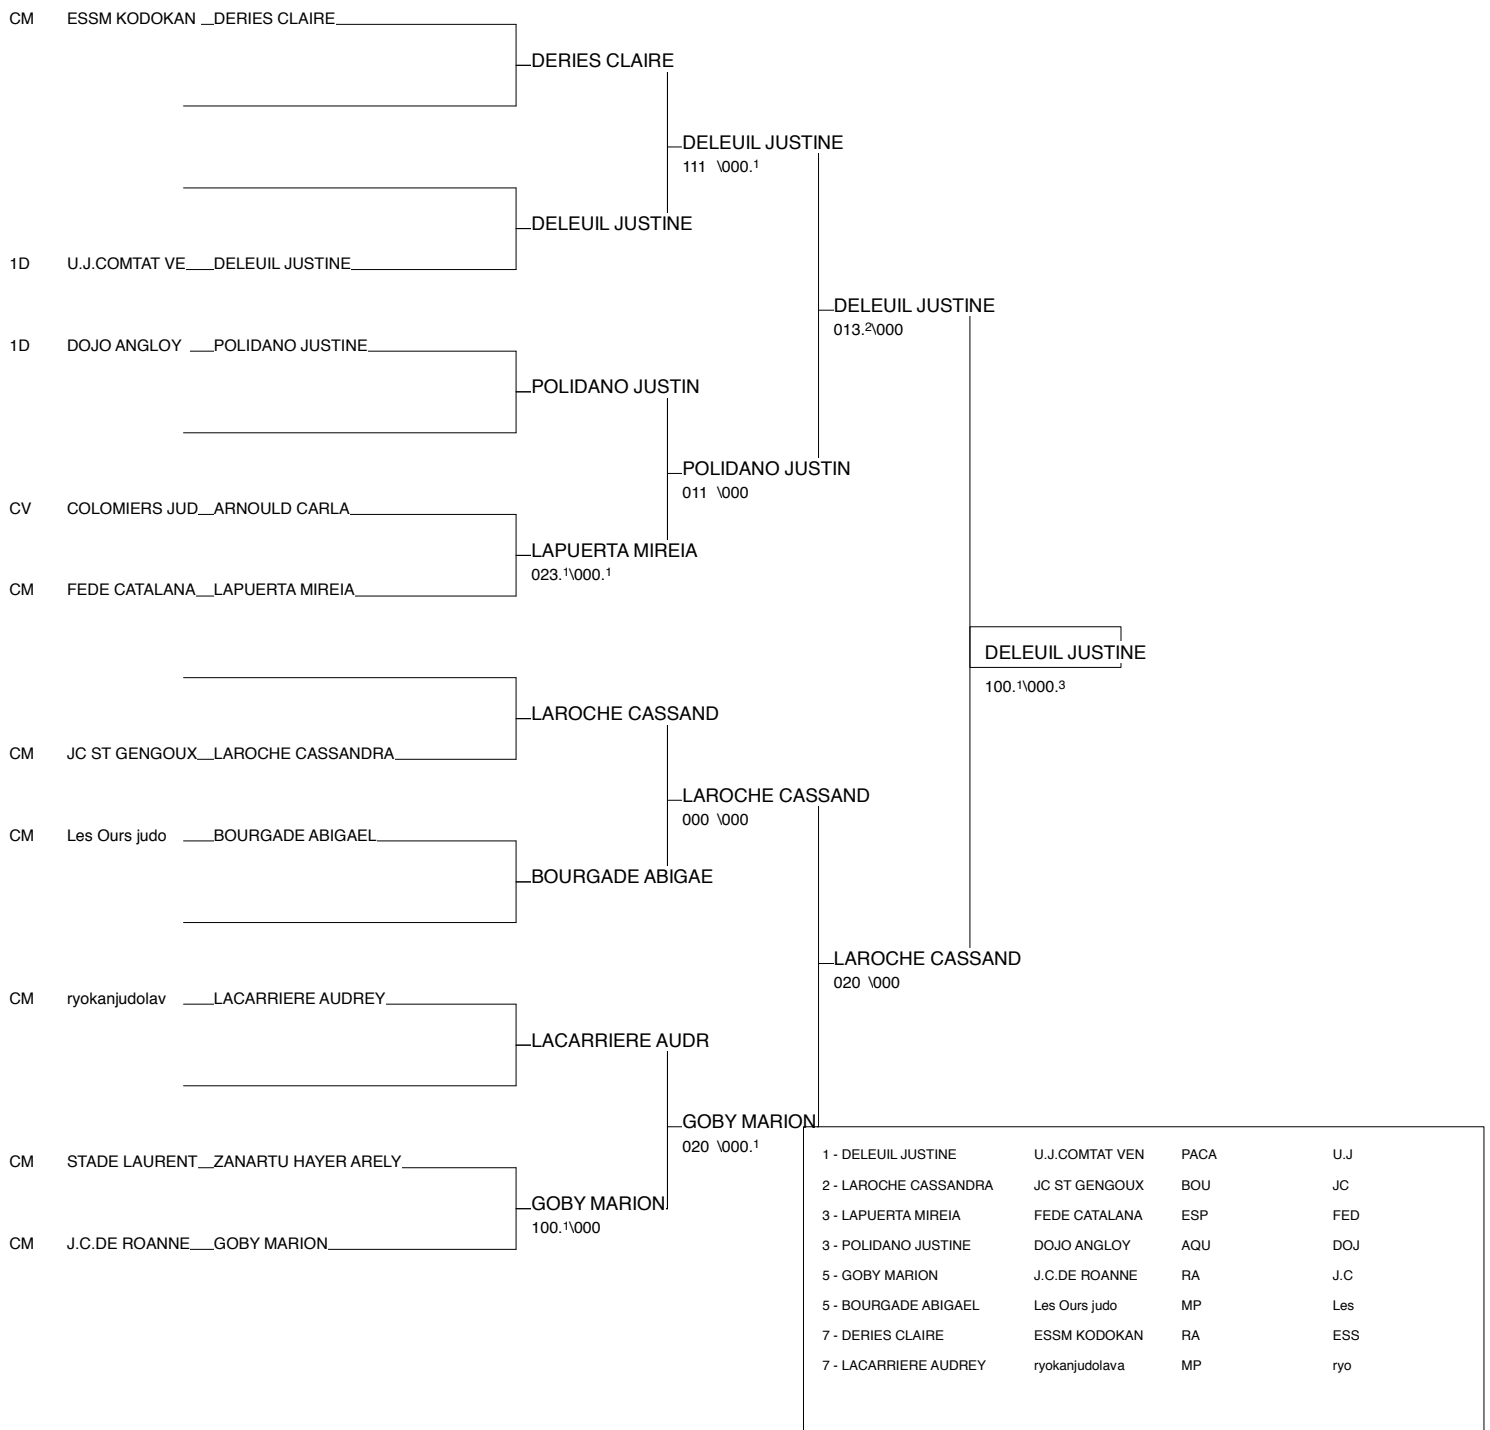 CM ESSM KODOKAN DERIES CLAIRE
DERIES CLAIRE
DELEUIL JUSTINE
111 \000.1
DELEUIL JUSTINE
1D U.J.COMTAT VE DELEUIL JUSTINE
DELEUIL JUSTINE
013.2\000
1D DOJO ANGLOY POLIDANO JUSTINE
POLIDANO JUSTIN
POLIDANO JUSTIN
011 \000
CV COLOMIERS JUD ARNOULD CARLA
LAPUERTA MIREIA
023.1\000.1
CM FEDE CATALANA LAPUERTA MIREIA
DELEUIL JUSTINE
100.1\000.3
LAROCHE CASSAND
CM JC ST GENGOUX LAROCHE CASSANDRA
LAROCHE CASSAND
000 \000
CM Les Ours judo BOURGADE ABIGAEL
BOURGADE ABIGAE
LAROCHE CASSAND
020 \000
CM ryokanjudolav LACARRIERE AUDREY
LACARRIERE AUDR
GOBY MARION
020 \000.1
CM STADE LAURENT ZANARTU HAYER ARELY
GOBY MARION
100.1\000
CM J.C.DE ROANNE GOBY MARION
1 - DELEUIL JUSTINE U.J.COMTAT VEN PACA U.J
2 - LAROCHE CASSANDRA JC ST GENGOUX BOU JC
3 - LAPUERTA MIREIA FEDE CATALANA ESP FED
3 - POLIDANO JUSTINE DOJO ANGLOY AQU DOJ
5 - GOBY MARION J.C.DE ROANNE RA J.C
5 - BOURGADE ABIGAEL Les Ours judo MP Les
7 - DERIES CLAIRE ESSM KODOKAN RA ESS
7 - LACARRIERE AUDREY ryokanjudolava MP ryo